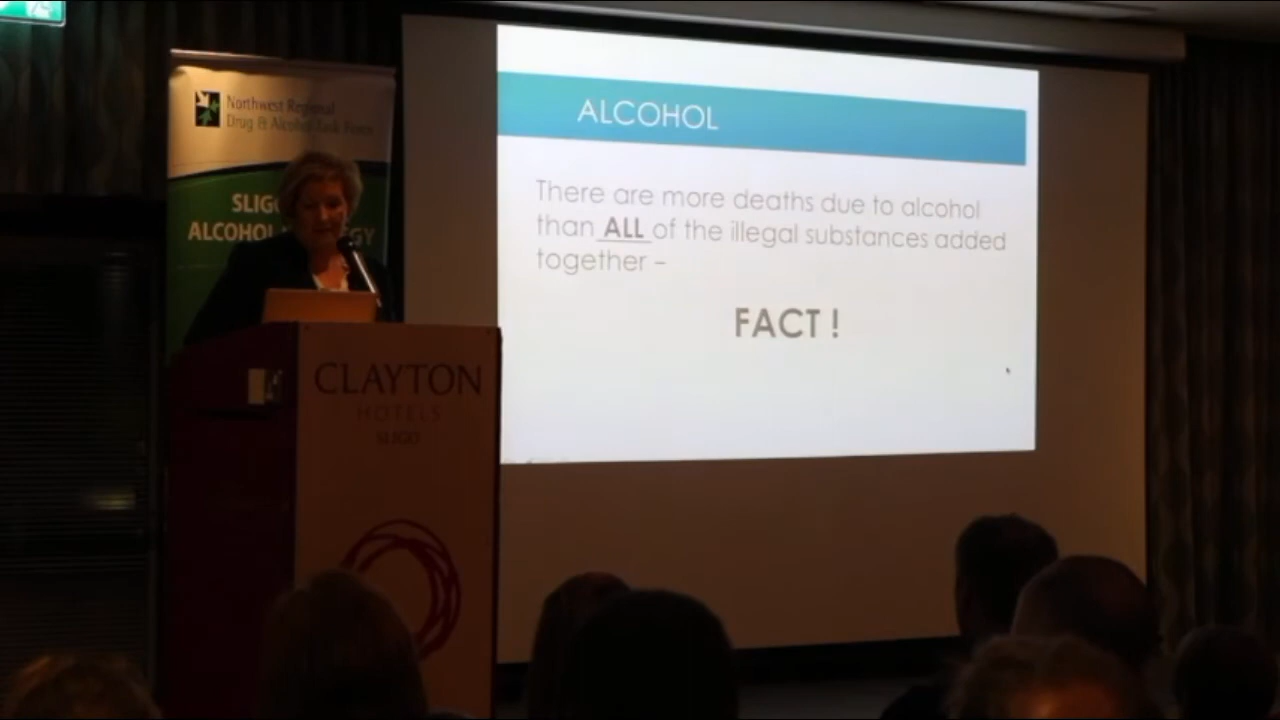 Northwest Regional
Drug & Alcohol Task Force
SLIGO
ALCOHOL
ALCOHOL
There are more deaths due to alcohol
than ALL of the illegal substances added
together –
FACT !
CLAYTON
HOTELS
SLIGO